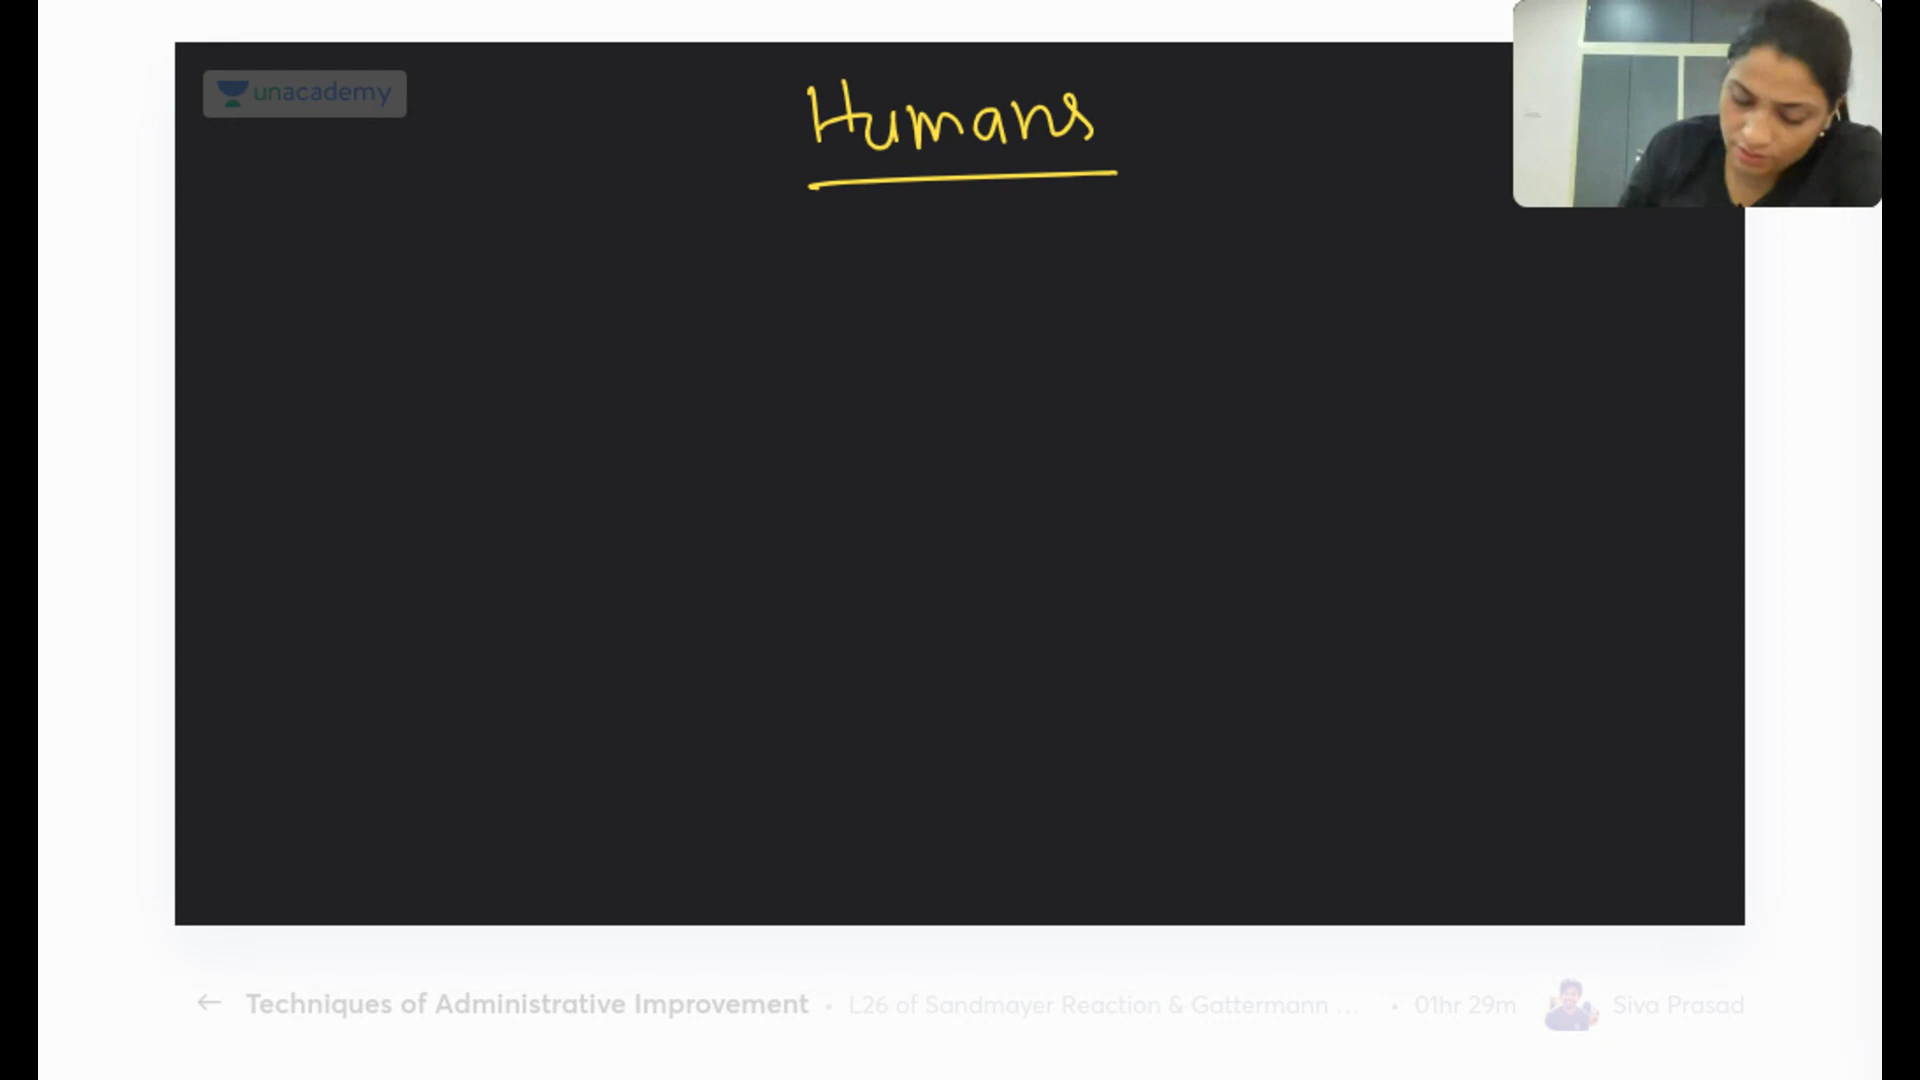 unacademy
Humans
← Techniques of Administrative Improvement • L26 of Sandmayer Reaction & Gattermann ... • 01hr 29m Siva Prasad